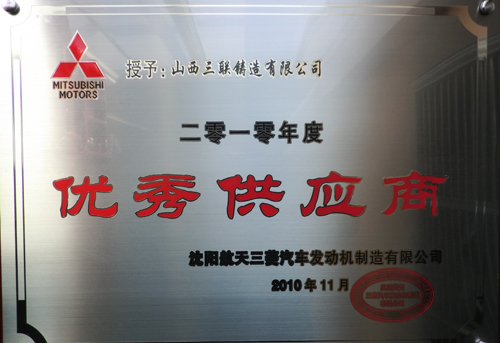 MITSUBISHI
MOTORS
授予:山西三联铸造有限公司
二零一零年度
优秀供应商
沈阳航天三菱汽车发动机制造有限公司
2010年11月